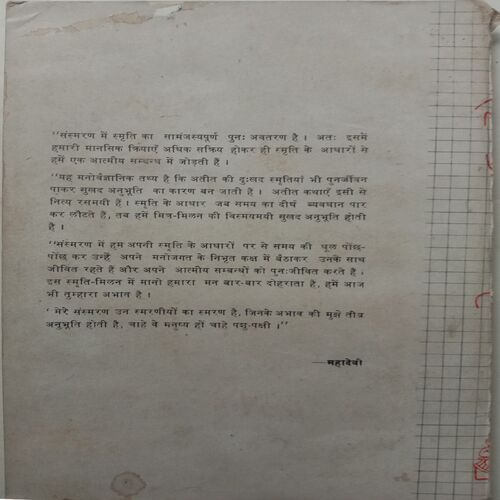 “संस्मरण में स्मृति का सामंजस्यपूर्ण पुनः अवतरण है । अतः इसमें
हमारी मानसिक क्रियाएँ अधिक सक्रिय होकर ही स्मृति के आधारों से
हमें एक आत्मीय सम्बन्ध में जोड़ती हैं ।
“यह मनोवैज्ञानिक तथ्य है कि अतीत की दुःखद स्मृतियाँ भी पुनर्जीवन
पाकर सुखद अनुभूति का कारण बन जाती हैं । अतीत कथाएँ इसी से
नित्य रसमयी हैं । स्मृति के आधार जब समय का दीर्घ व्यवधान पार
कर लौटते हैं, तब हमें मित्र-मिलन की विस्मयमयी सुखद अनुभूति होती
है ।
“संस्मरण में हम अपनी स्मृति के आधारों पर से समय की धूल पोंछ-
पोंछ कर उन्हें अपने मनोजगत के निभृत कक्ष में बैठाकर उनके साथ
जीवित रहते हैं और अपने आत्मीय सम्बन्धों को पुनःजीवित करते हैं ।
इस स्मृति-मिलन में मानो हमारा मन बार-बार दोहराता है, हमें आज
भी तुम्हारा अभाव है ।
‘ मेरे संस्मरण उन स्मरणीयों का स्मरण है, जिनके अभाव की मुझे तीव्र
अनुभूति होती है, चाहे वे मनुष्य हों चाहे पशु-पक्षी ।”
—महादेवी